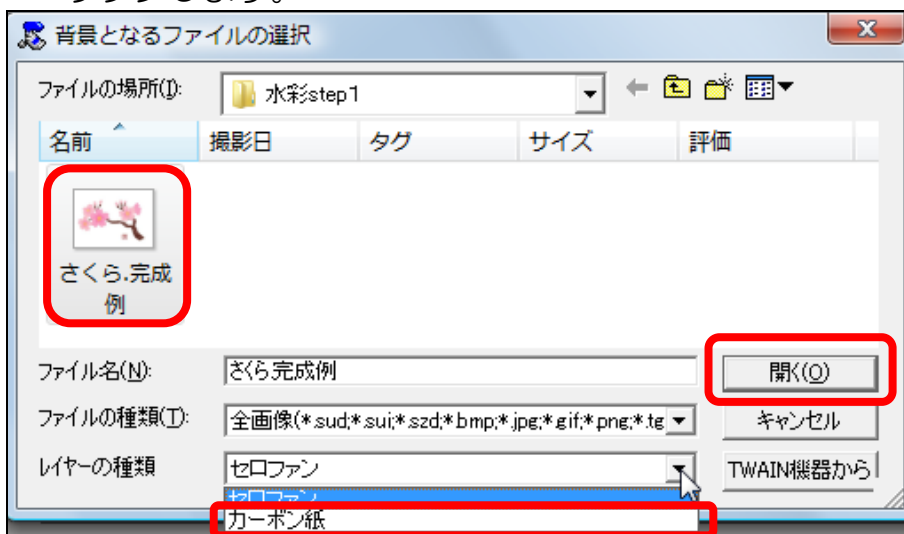 背景となるファイルの選択
ファイルの場所(I):
水彩step1
名前 撮影日 タグ サイズ 評価
さくら.完成
例
ファイル名(N):
さくら完成例
開く(O)
ファイルの種類(T):
全画像(*.sud;*.sui;*.szd;*.bmp;*.jpg;*.gif;*.png;*.tg
キャンセル
レイヤーの種類
セロファン
TWAIN機器から
セロファン
カーボン紙